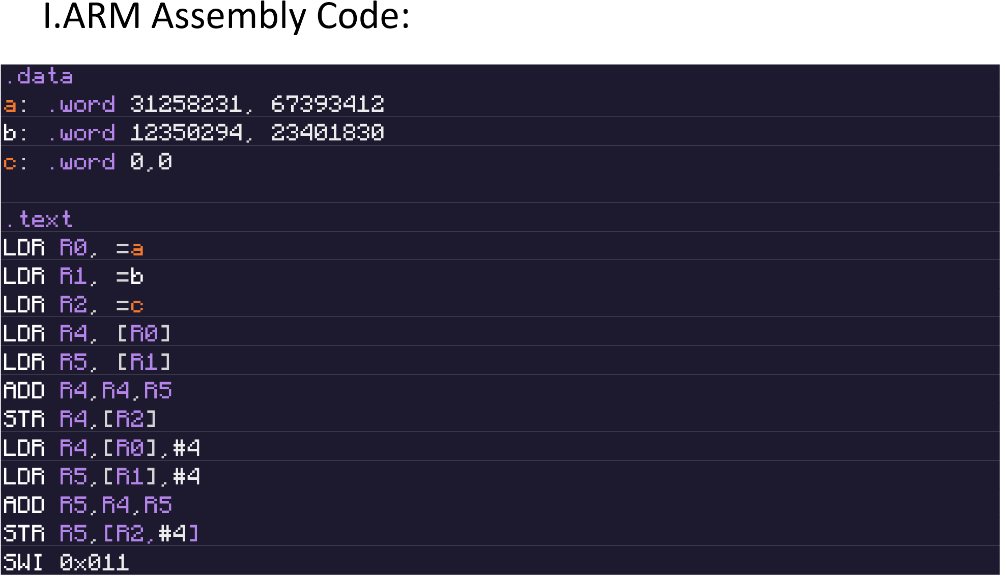 I.ARM Assembly Code:
.data
a: .word 31258231, 67393412
b: .word 12350294, 23401830
c: .word 0,0
.text
LDR R0, =a
LDR R1, =b
LDR R2, =c
LDR R4, [R0]
LDR R5, [R1]
ADD R4,R4,R5
STR R4,[R2]
LDR R4,[R0],#4
LDR R5,[R1],#4
ADD R5,R4,R5
STR R5,[R2,#4]
SWI 0x011